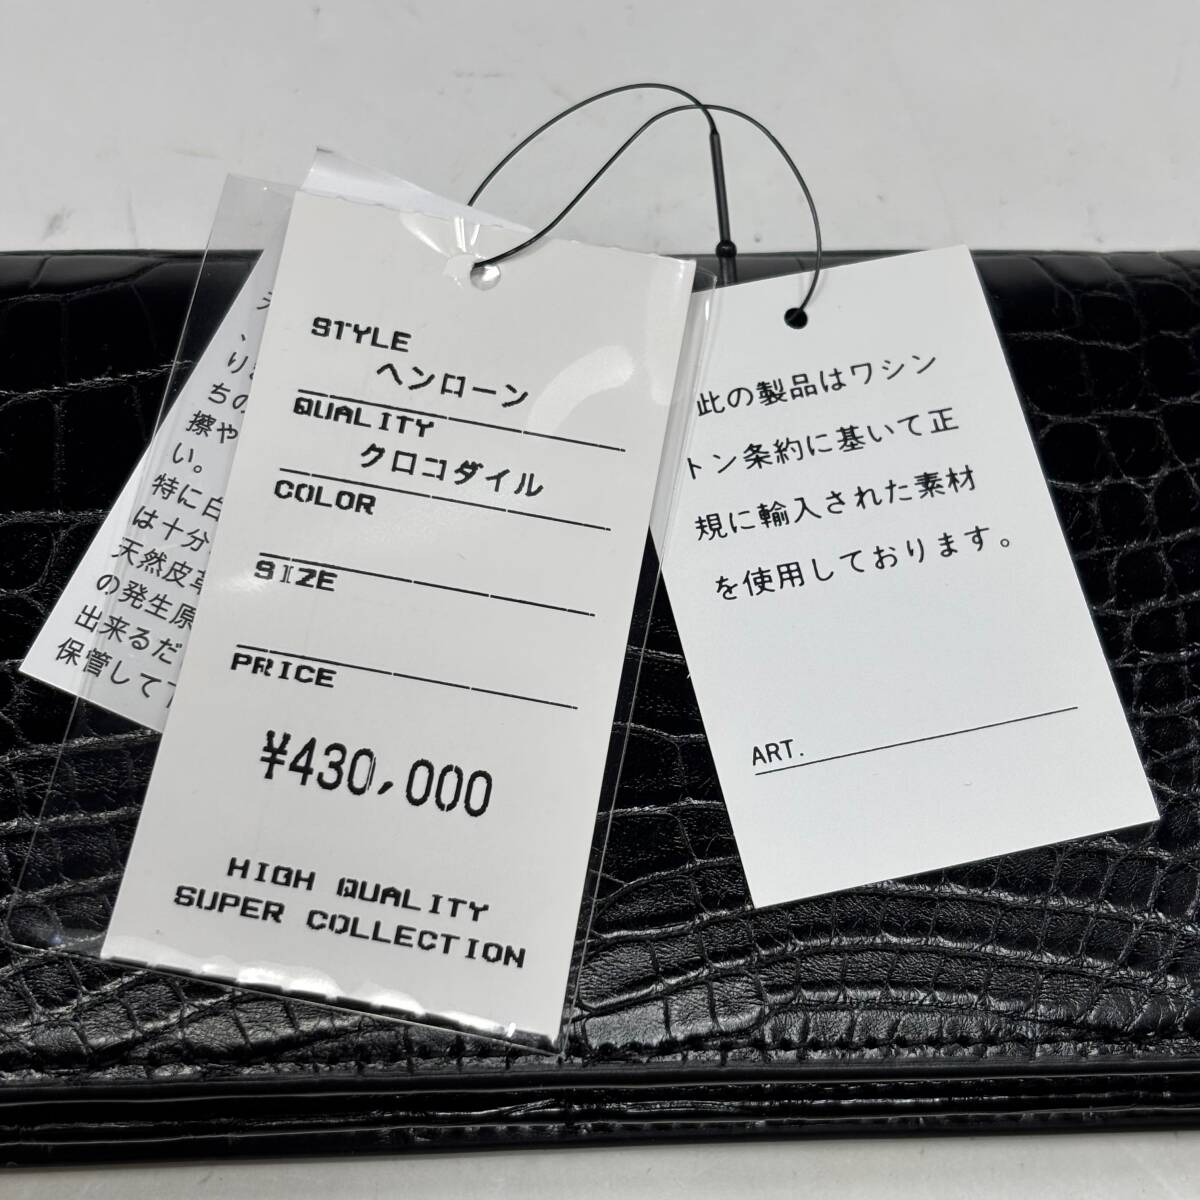 STYLE
ヘンローン
QUALITY
クロコダイル
COLOR
SIZE
PRICE
¥430,000
HIGH QUALITY
SUPER COLLECTION
此の製品はワシン
トン条約に基いて正
規に輸入された素材
を使用しております。
ART.
ちの
擦や
い。
特に白
は十分
天然皮革
の発生原
出来るだ
保管して下